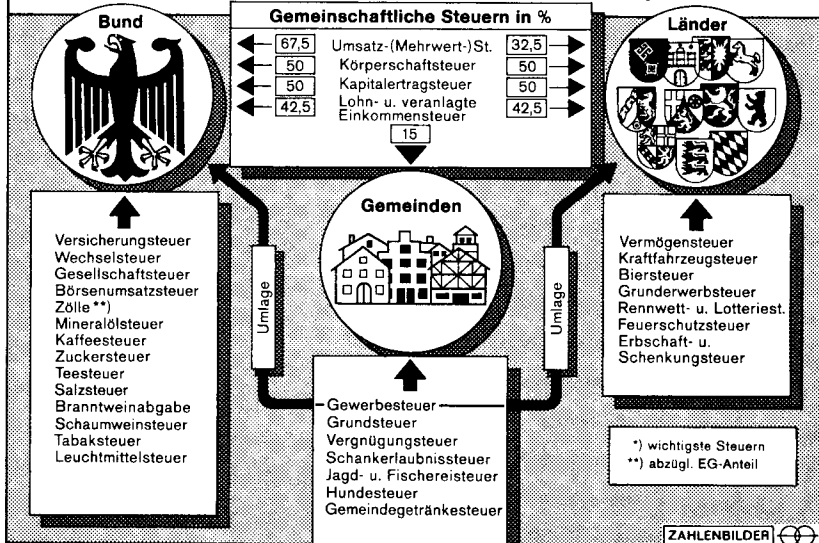 Bund
Gemeinschaftliche Steuern in %
Länder
67,5 Umsatz-(Mehrwert-)St. 32,5
50 Körperschaftsteuer 50
50 Kapitalertragsteuer 50
42,5 Lohn- u. veranlagte Einkommensteuer 42,5
15
Gemeinden
Versicherungsteuer
Wechselsteuer
Gesellschaftsteuer
Börsenumsatzsteuer
Zölle **)
Mineralölsteuer
Kaffeesteuer
Zuckersteuer
Teesteuer
Salzsteuer
Branntweinabgabe
Schaumweinsteuer
Tabaksteuer
Leuchtmittelsteuer
Umlage
Umlage
Gewerbesteuer
Grundsteuer
Vergnügungsteuer
Schankerlaubnissteuer
Jagd- u. Fischereisteuer
Hundesteuer
Gemeindegetränkesteuer
Vermögensteuer
Kraftfahrzeugsteuer
Biersteuer
Grunderwerbsteuer
Rennwett- u. Lotteriest.
Feuerschutzsteuer
Erbschaft- u.
Schenkungsteuer
*) wichtigste Steuern
**) abzügl. EG-Anteil
ZAHLENBILDER